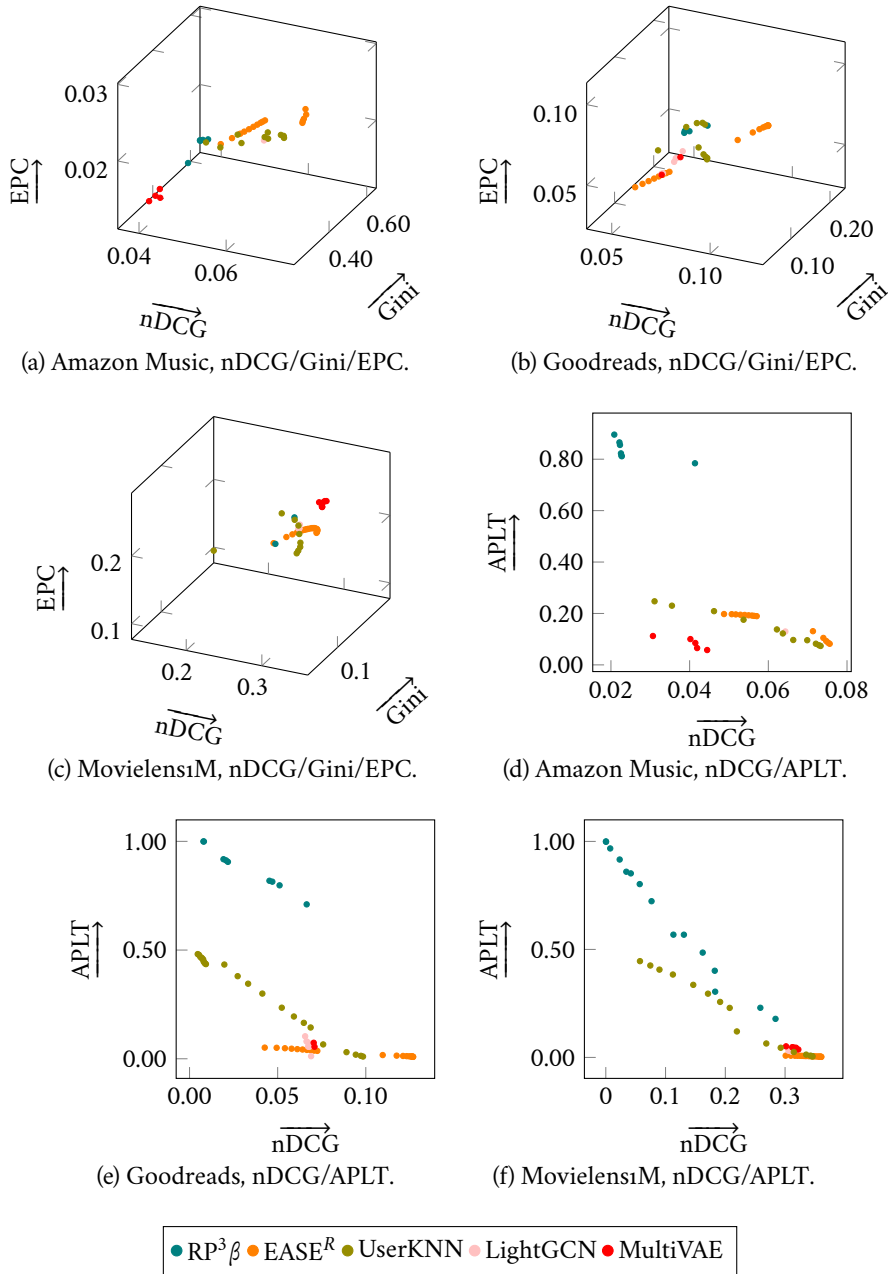 0.03
0.02
EPC
0.04
0.06
0.40
0.60
nDCG
Gini
(a) Amazon Music, nDCG/Gini/EPC.
0.10
0.05
EPC
0.05
0.10
0.10
0.20
nDCG
Gini
(b) Goodreads, nDCG/Gini/EPC.
0.2
0.1
EPC
0.2
0.3
0.1
nDCG
Gini
(c) Movielens1M, nDCG/Gini/EPC.
0.80
0.60
0.40
0.20
0.00
APLT
0.02 0.04 0.06 0.08
nDCG
(d) Amazon Music, nDCG/APLT.
1.00
0.50
0.00
APLT
0.00 0.05 0.10
nDCG
(e) Goodreads, nDCG/APLT.
1.00
0.50
0.00
APLT
0 0.1 0.2 0.3
nDCG
(f) Movielens1M, nDCG/APLT.
RP³β EASE^R UserKNN LightGCN MultiVAE